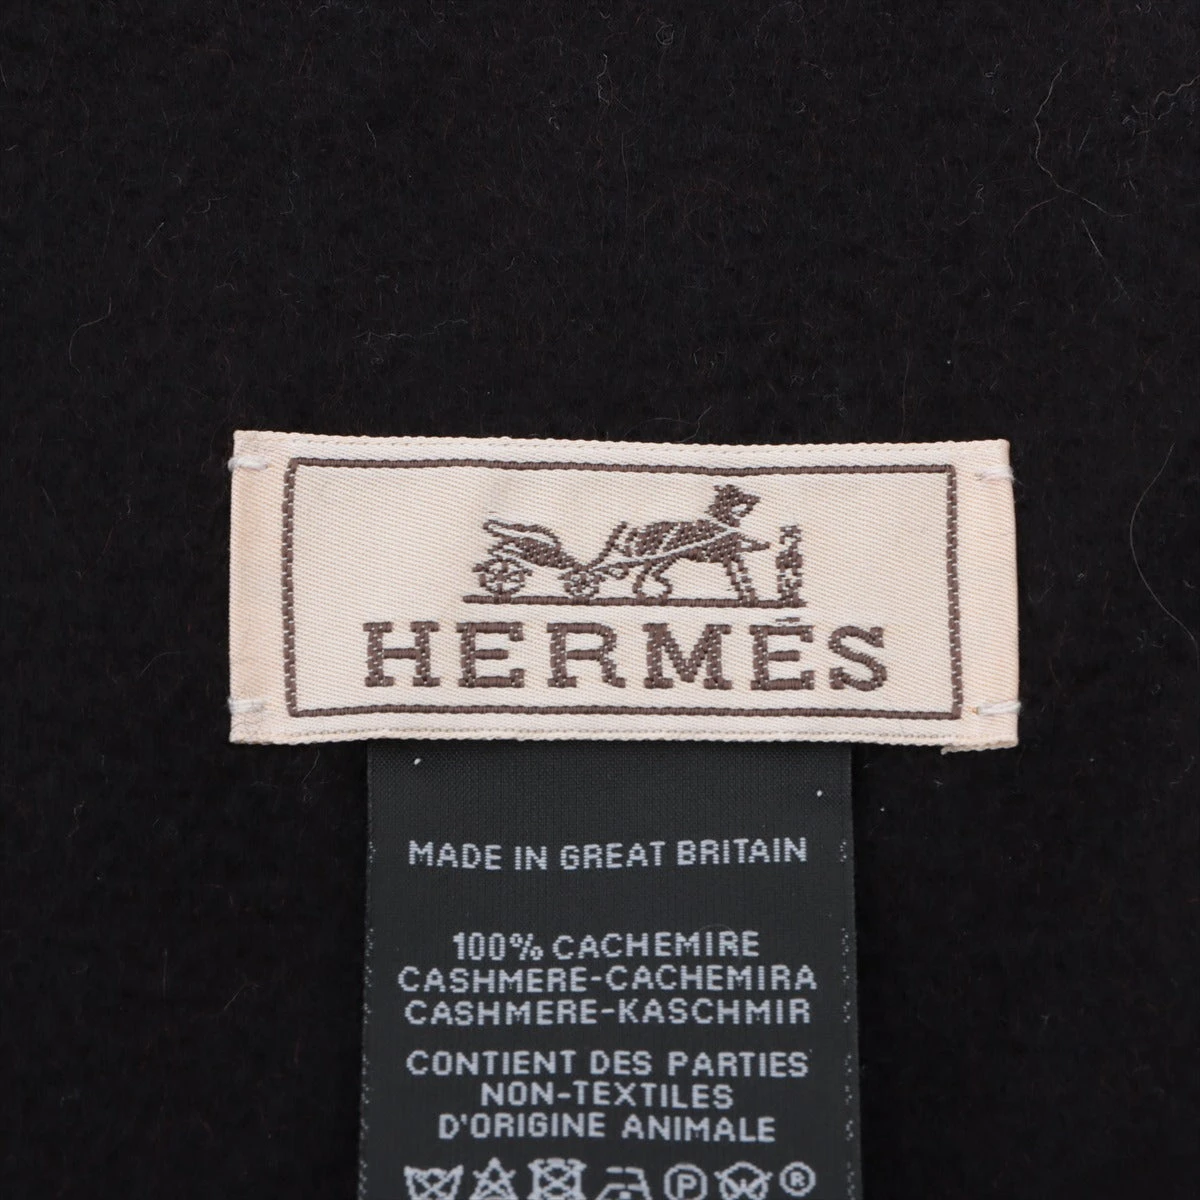 HERMÈS
MADE IN GREAT BRITAIN
100% CACHEMIRE
CASHMERE-CACHEMIRA
CASHMERE-KASCHMIR
CONTIENT DES PARTIES
NON-TEXTILES
D'ORIGINE ANIMALE
P W ®